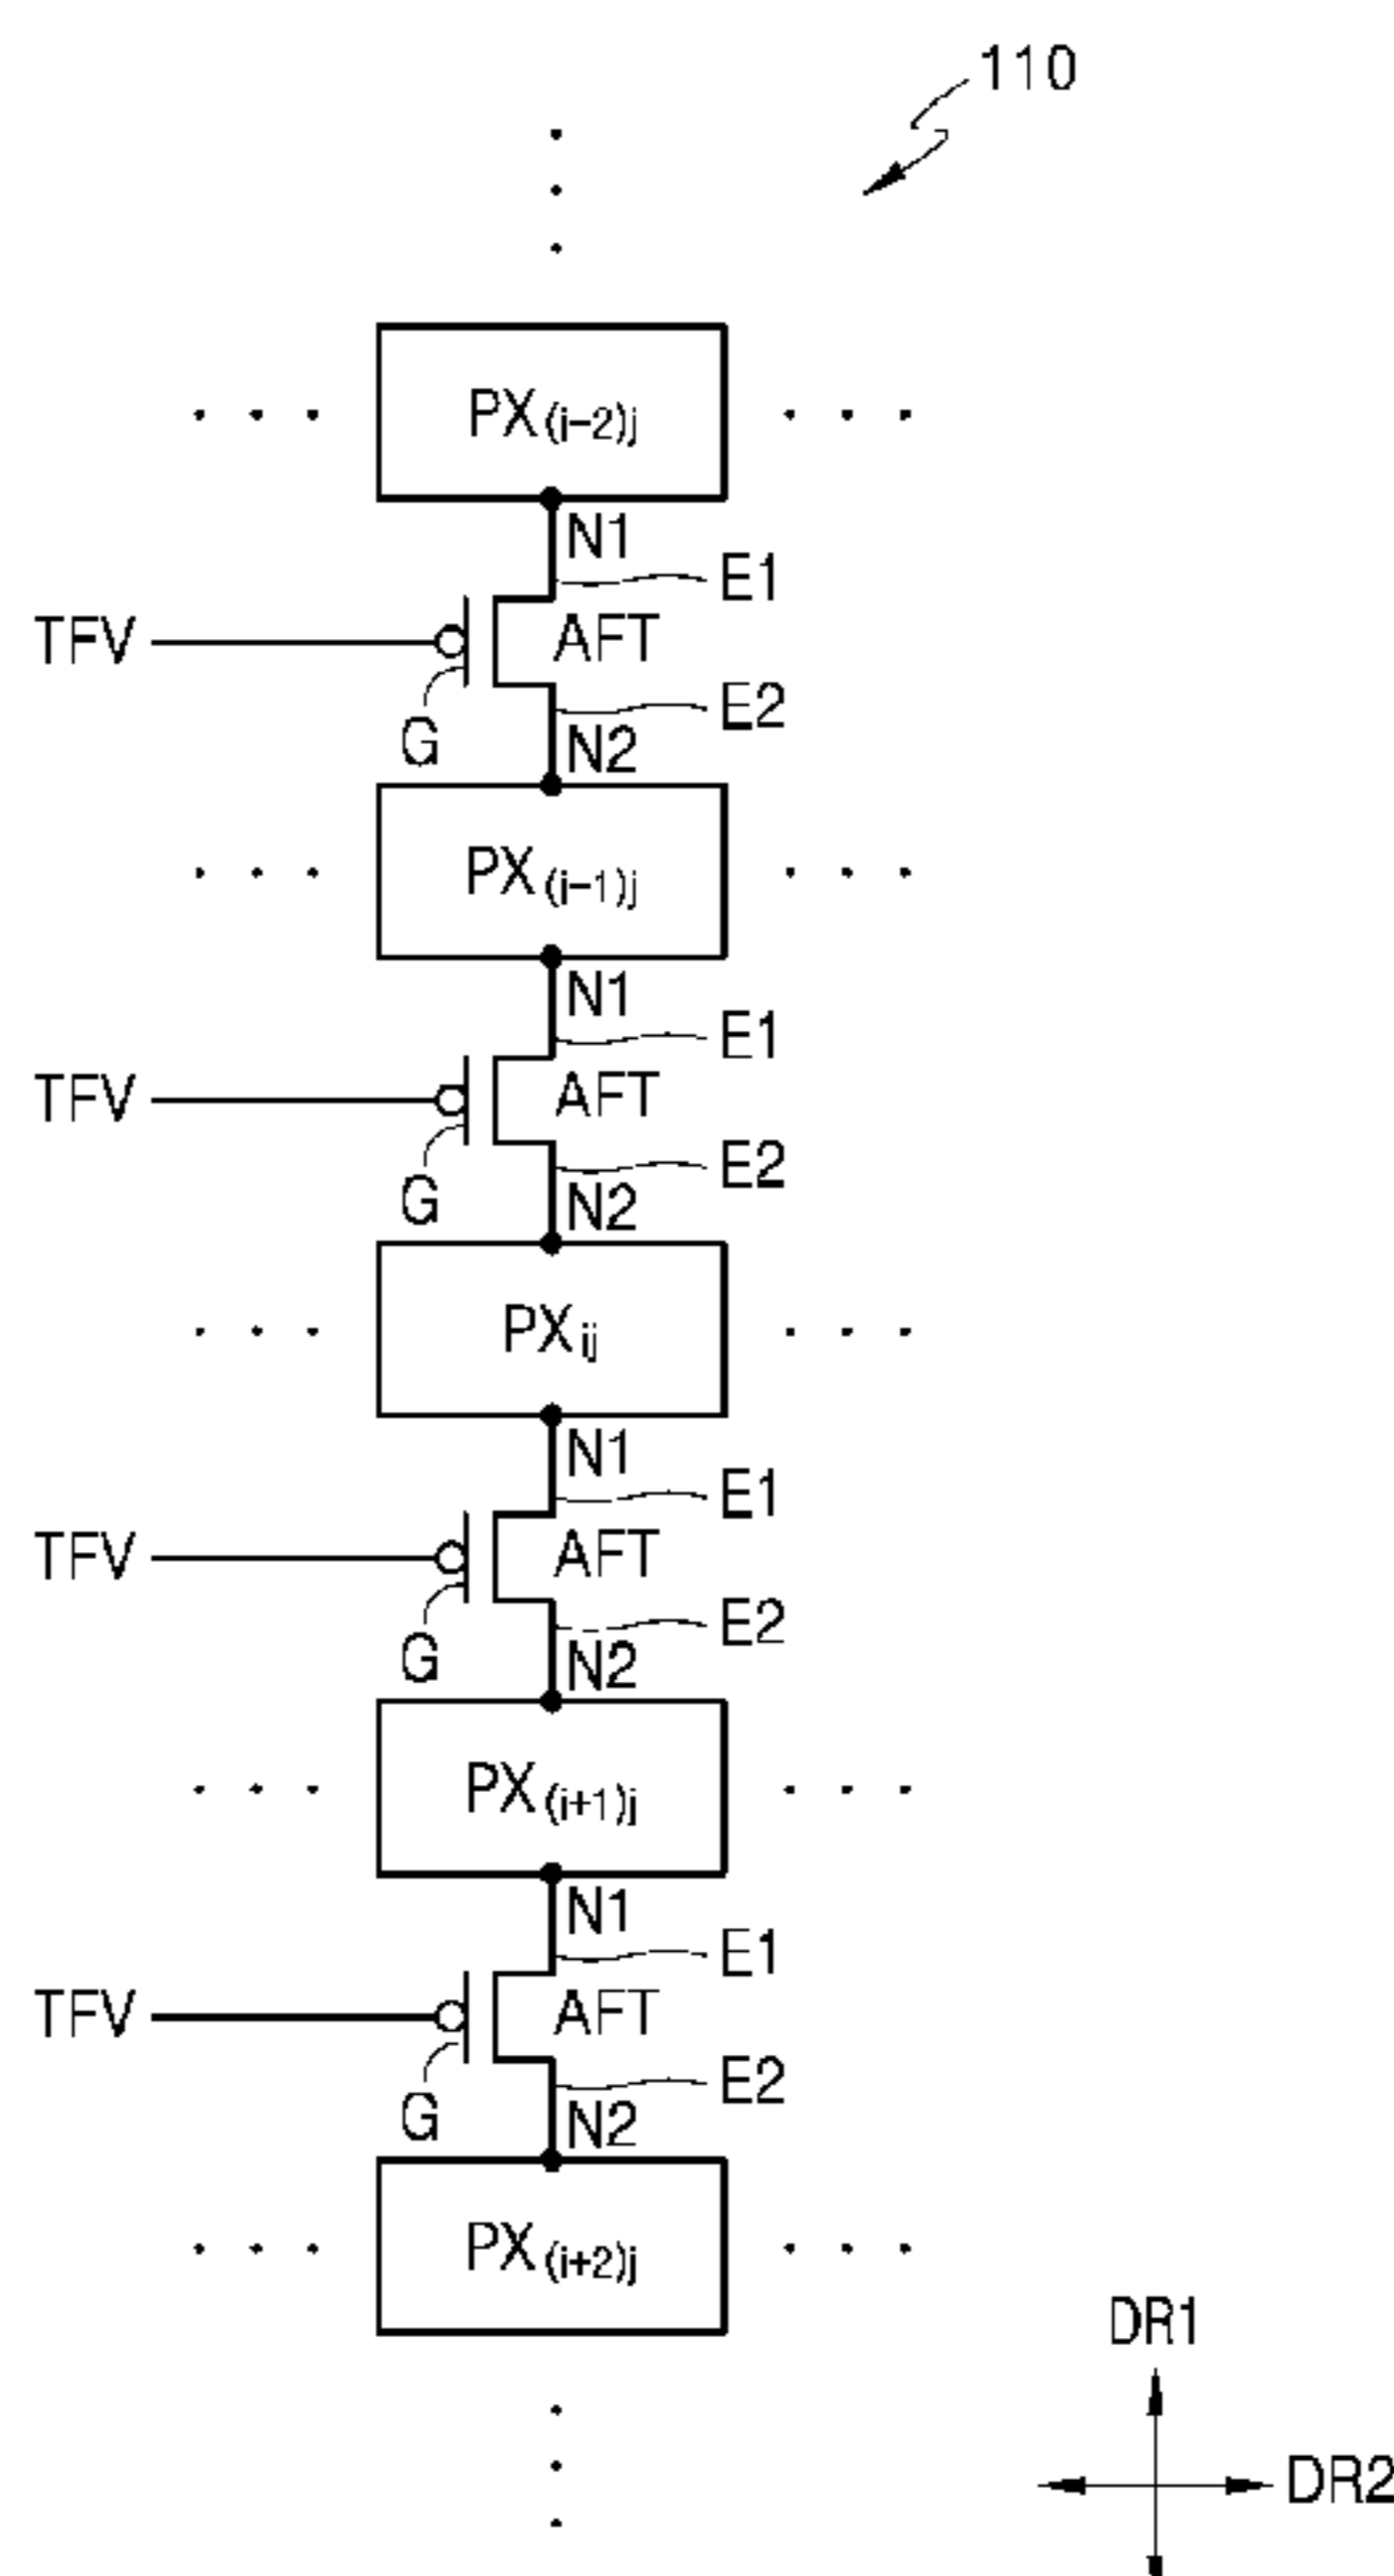 110
PX(i-2)j
N1
E1
TFV
AFT
E2
G
N2
PX(i-1)j
N1
E1
TFV
AFT
E2
G
N2
PXij
N1
E1
TFV
AFT
E2
G
N2
PX(i+1)j
N1
E1
TFV
AFT
E2
G
N2
PX(i+2)j
DR1
DR2